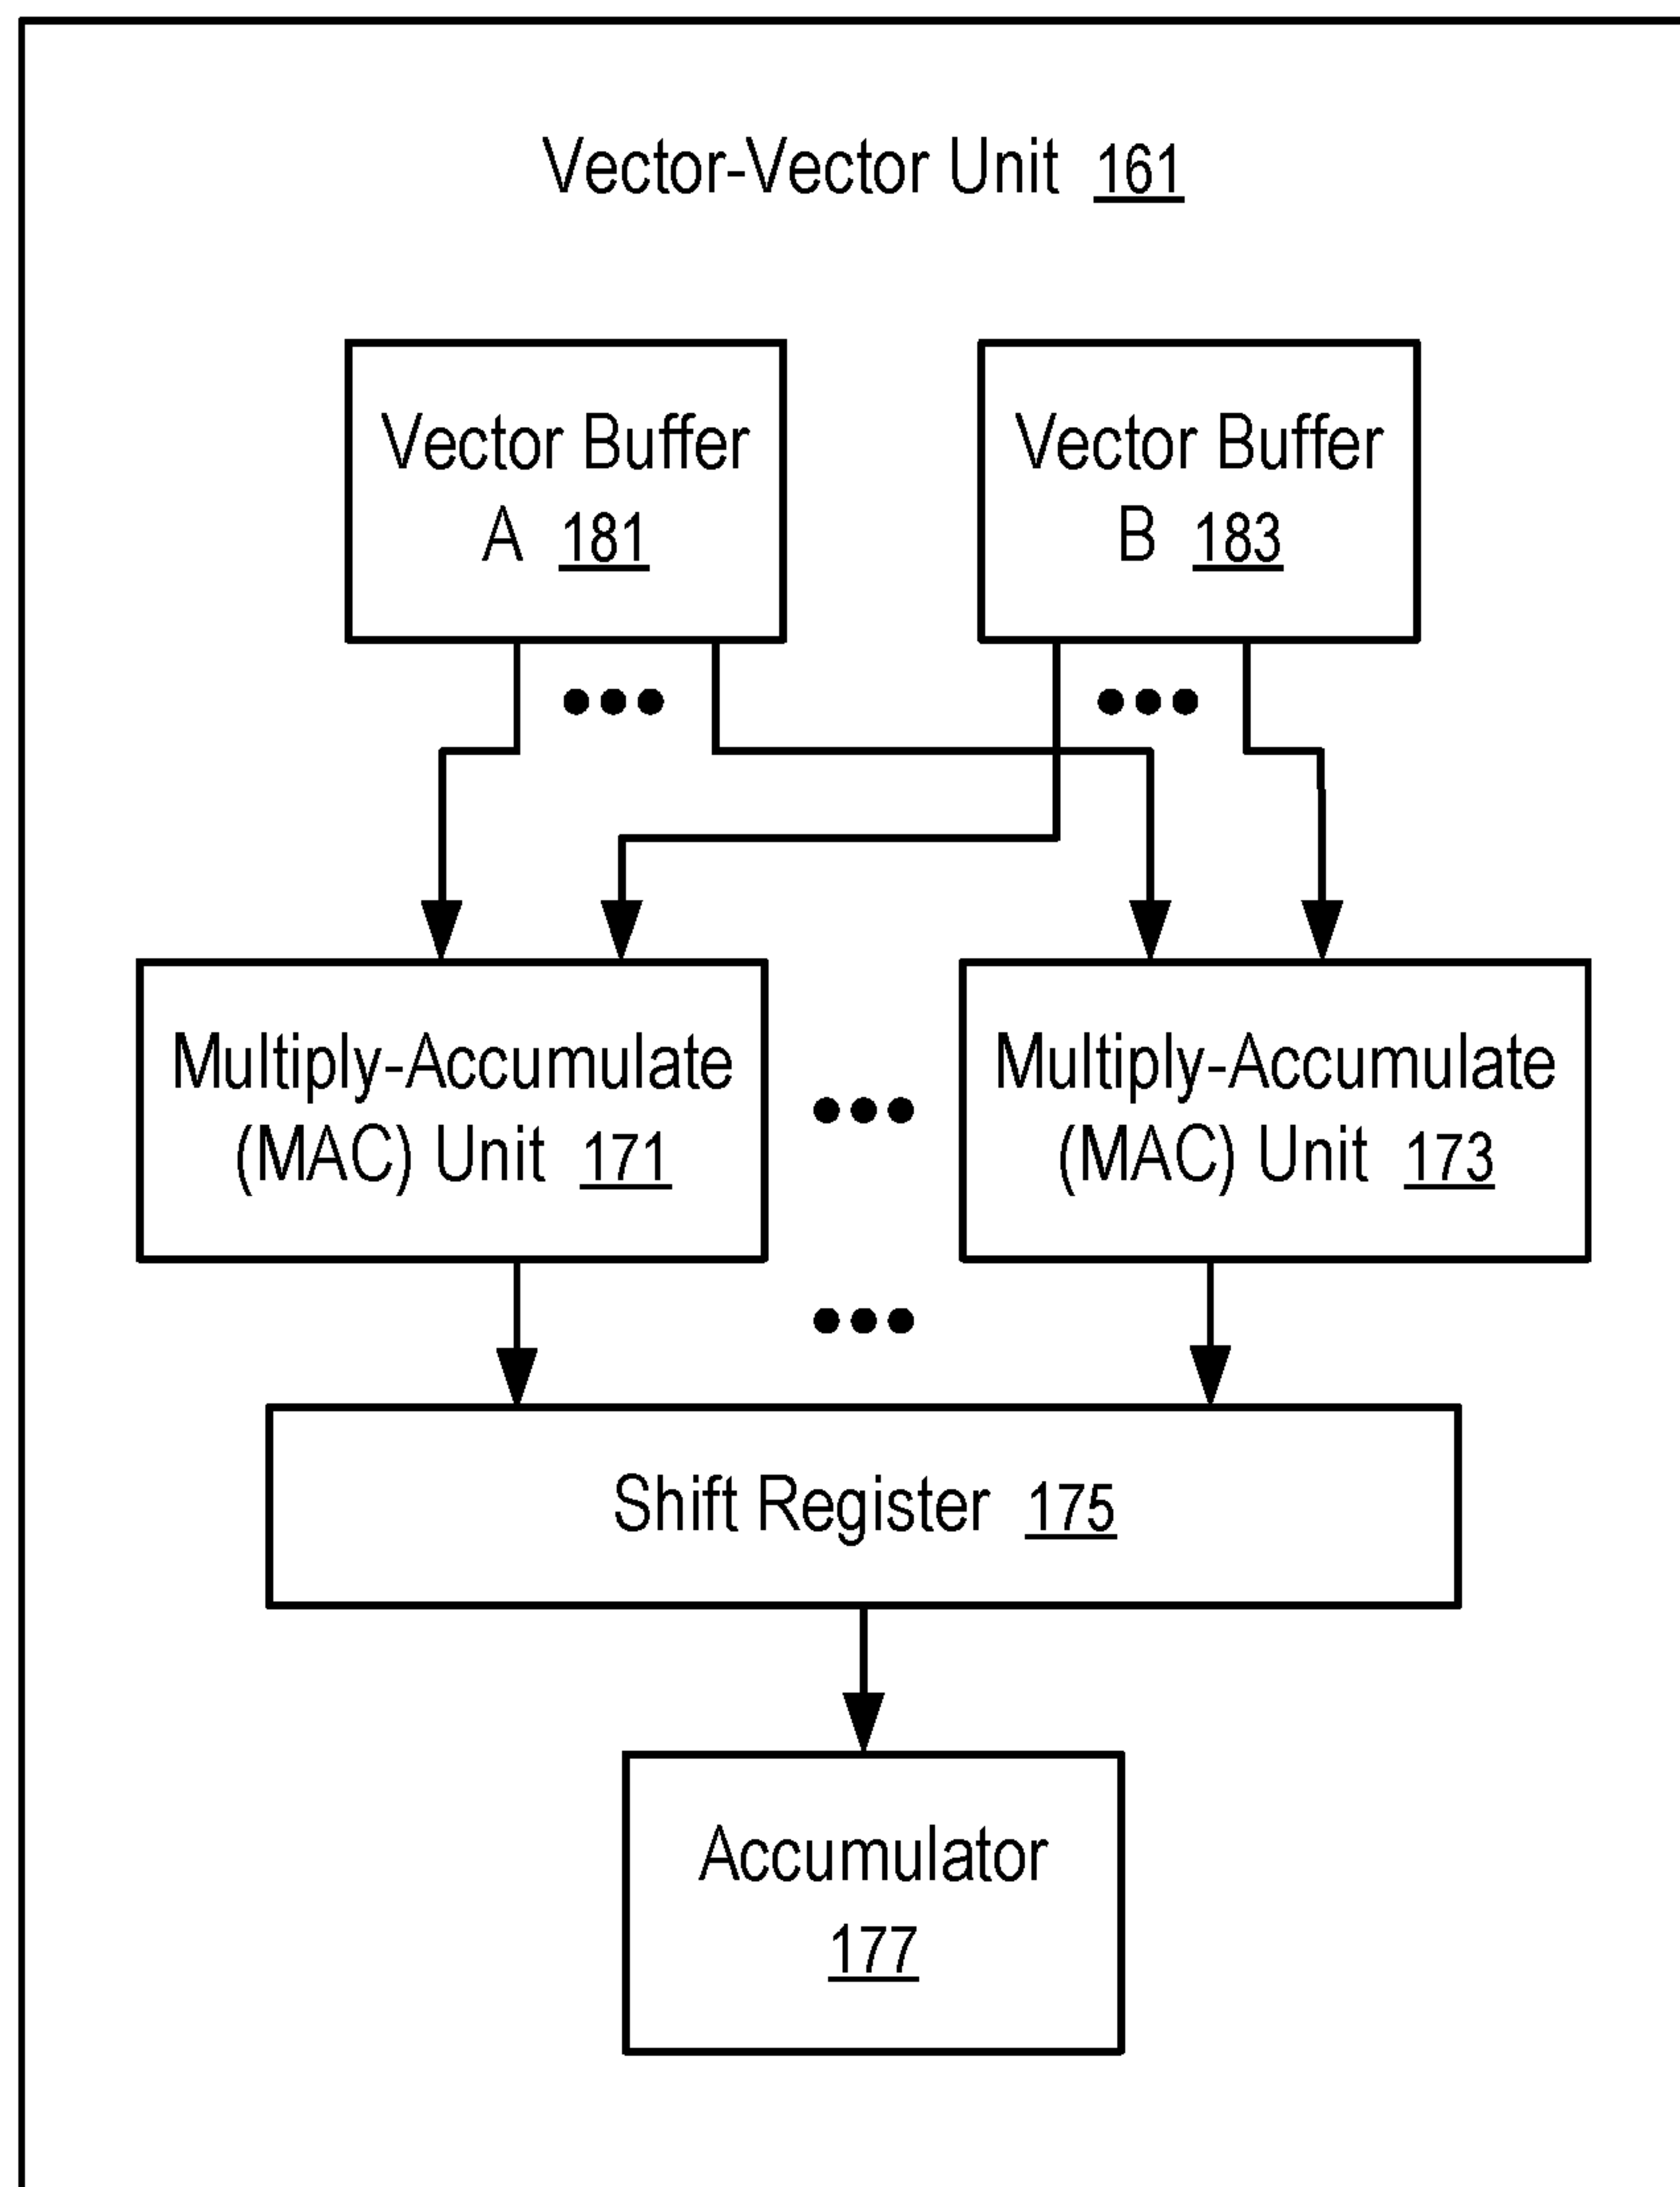 Vector-Vector Unit 161
Vector Buffer
A 181
Vector Buffer
B 183
Multiply-Accumulate
(MAC) Unit 171
Multiply-Accumulate
(MAC) Unit 173
Shift Register 175
Accumulator
177